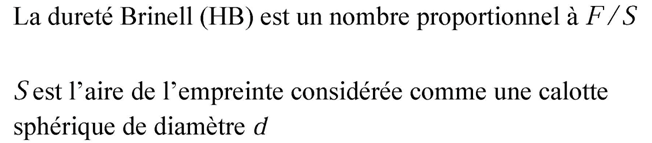 La dureté Brinell (HB) est un nombre proportionnel à F/S
S est l’aire de l’empreinte considérée comme une calotte
sphérique de diamètre d